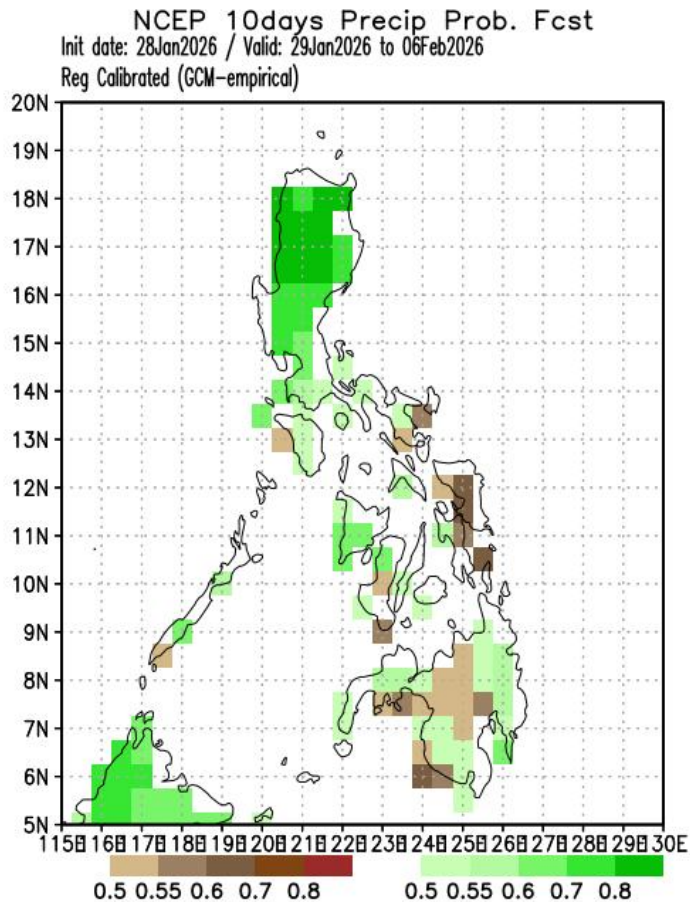 NCEP 10days Precip Prob. Fcst
Init date: 28Jan2026 / Valid: 29Jan2026 to 06Feb2026
Reg Calibrated (GCM-empirical)
20N
19N
18N
17N
16N
15N
14N
13N
12N
11N
10N
9N
8N
7N
6N
5N
115E 116E 117E 118E 119E 120E 121E 122E 123E 124E 125E 126E 127E 128E 129E 130E
0.5 0.55 0.6 0.7 0.8 0.5 0.55 0.6 0.7 0.8